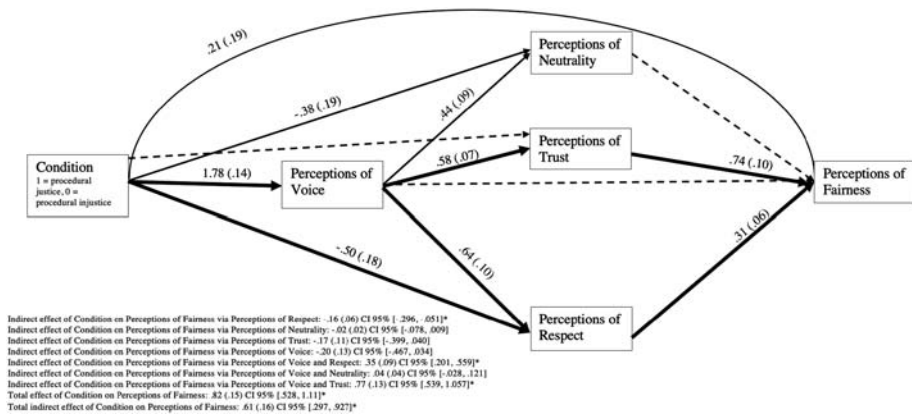 .21 (.19)
Perceptions of
Neutrality
-.38 (.19)
.44 (.09)
Condition
1 = procedural
justice, 0 =
procedural injustice
1.78 (.14)
Perceptions of
Voice
.58 (.07)
Perceptions of
Trust
.74 (.10)
Perceptions of
Fairness
-.50 (.18)
.64 (.10)
.31 (.06)
Perceptions of
Respect
Indirect effect of Condition on Perceptions of Fairness via Perceptions of Respect: -.16 (.06) CI 95% [-.296, -.051]*
Indirect effect of Condition on Perceptions of Fairness via Perceptions of Neutrality: -.02 (.02) CI 95% [-.078, .009]
Indirect effect of Condition on Perceptions of Fairness via Perceptions of Trust: -.17 (.11) CI 95% [-.399, .040]
Indirect effect of Condition on Perceptions of Fairness via Perceptions of Voice: -.20 (.13) CI 95% [-.467, .034]
Indirect effect of Condition on Perceptions of Fairness via Perceptions of Voice and Respect: .35 (.09) CI 95% [.201, .559]*
Indirect effect of Condition on Perceptions of Fairness via Perceptions of Voice and Neutrality: .04 (.04) CI 95% [-.028, .121]
Indirect effect of Condition on Perceptions of Fairness via Perceptions of Voice and Trust: .77 (.13) CI 95% [.539, 1.057]*
Total effect of Condition on Perceptions of Fairness: .82 (.15) CI 95% [.528, 1.11]*
Total indirect effect of Condition on Perceptions of Fairness: .61 (.16) CI 95% [.297, .927]*